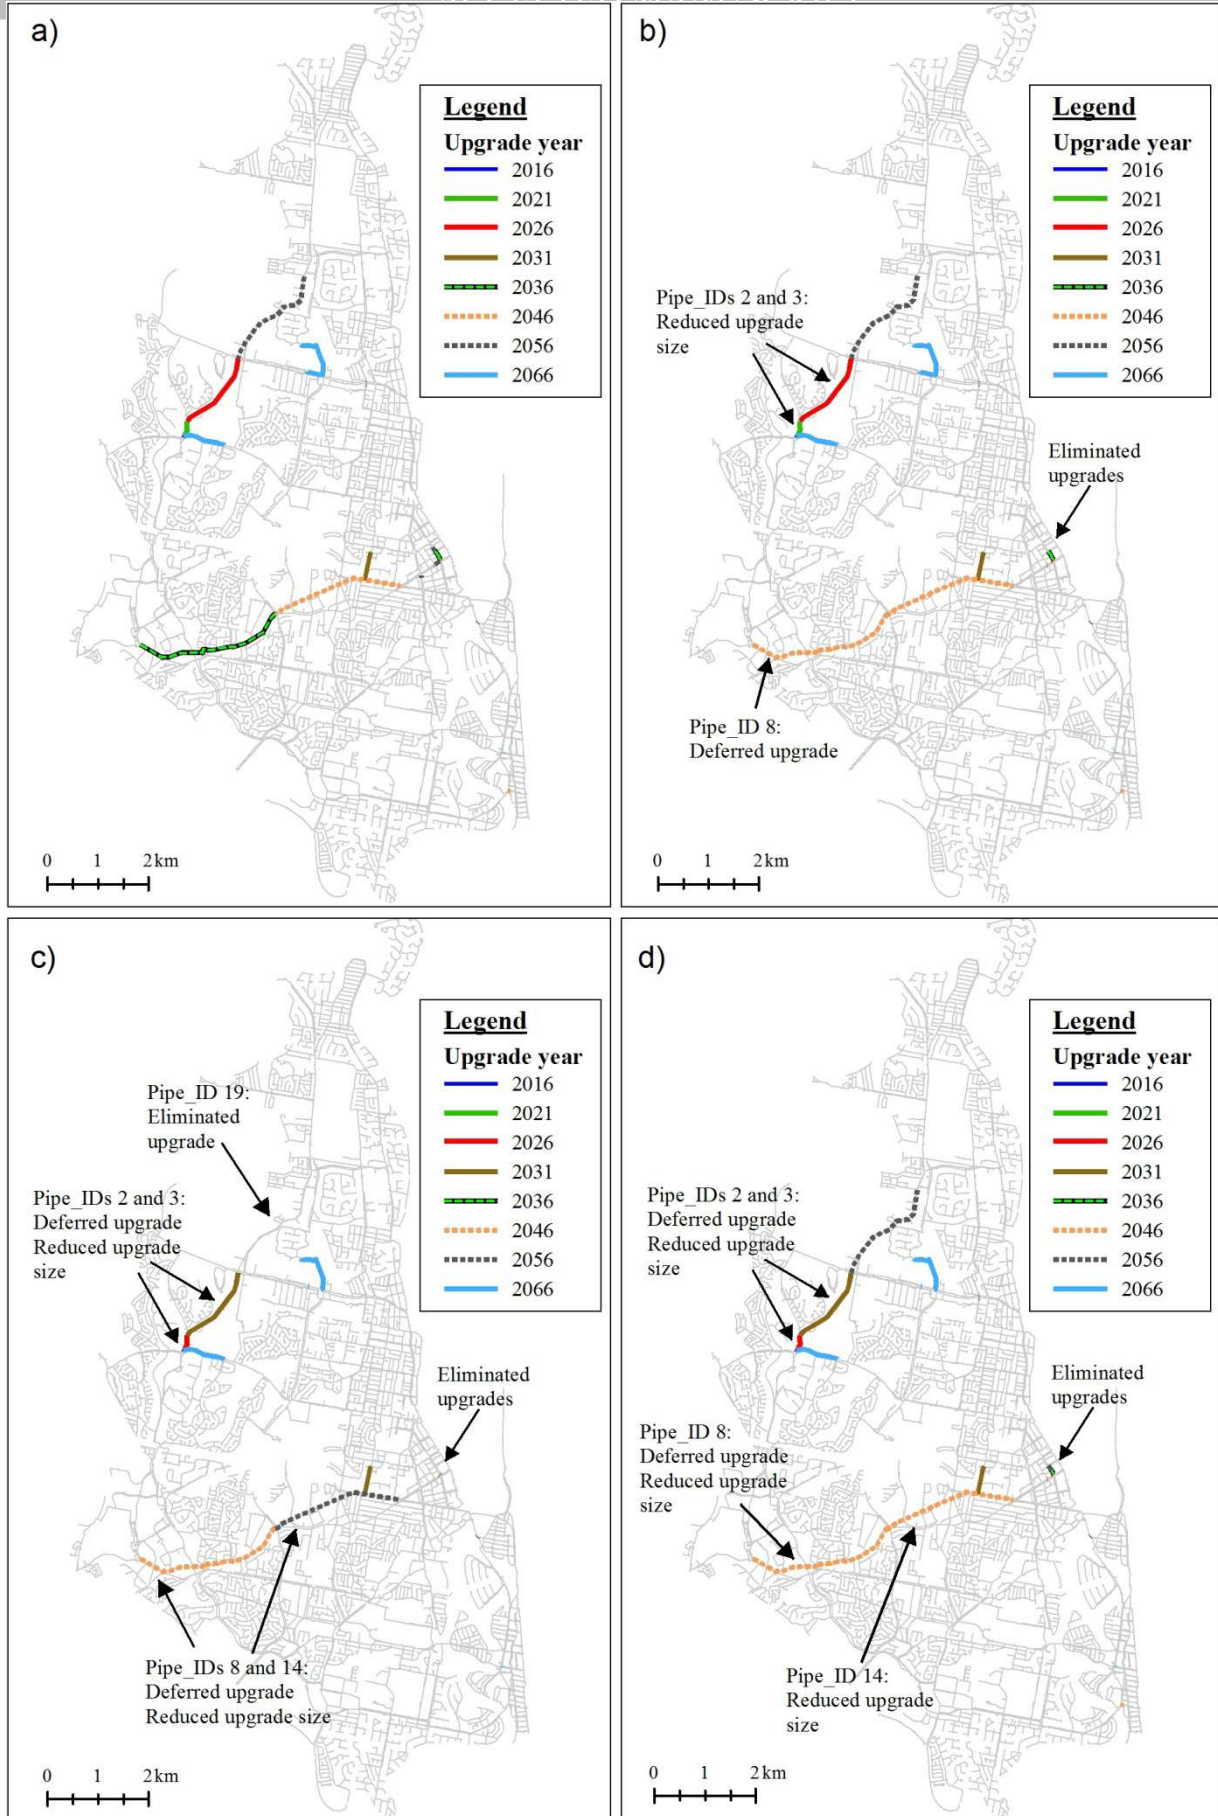 a)
Legend
Upgrade year
2016
2021
2026
2031
2036
2046
2056
2066
0 1 2km
b)
Legend
Upgrade year
2016
2021
2026
2031
2036
2046
2056
2066
Pipe_IDs 2 and 3:
Reduced upgrade
size
Eliminated
upgrades
Pipe_ID 8:
Deferred upgrade
0 1 2km
c)
Legend
Upgrade year
2016
2021
2026
2031
2036
2046
2056
2066
Pipe_ID 19:
Eliminated
upgrade
Pipe_IDs 2 and 3:
Deferred upgrade
Reduced upgrade
size
Eliminated
upgrades
Pipe_IDs 8 and 14:
Deferred upgrade
Reduced upgrade size
0 1 2km
d)
Legend
Upgrade year
2016
2021
2026
2031
2036
2046
2056
2066
Pipe_IDs 2 and 3:
Deferred upgrade
Reduced upgrade
size
Eliminated
upgrades
Pipe_ID 8:
Deferred upgrade
Reduced upgrade
size
Pipe_ID 14:
Reduced upgrade
size
0 1 2km